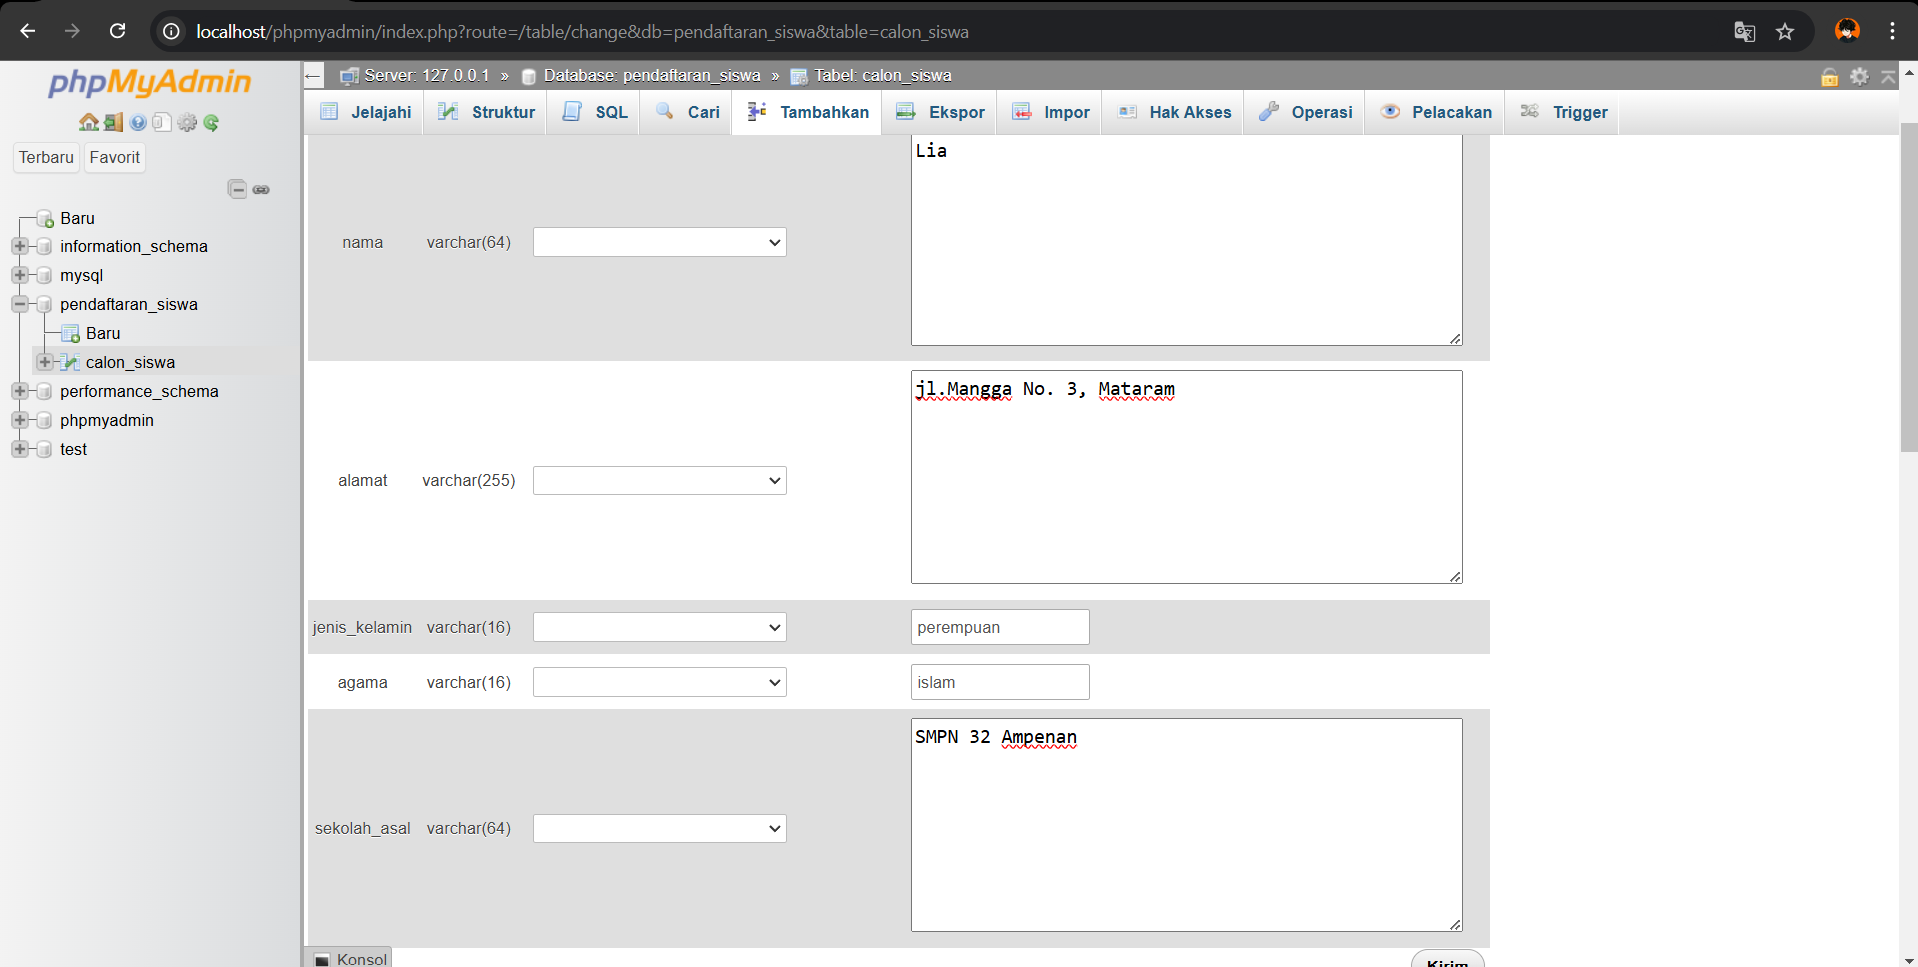 localhost/phpmyadmin/index.php?route=/table/change&db=pendaftaran_siswa&table=calon_siswa
phpMyAdmin
Terbaru Favorit
Baru
information_schema
mysql
pendaftaran_siswa
Baru
calon_siswa
performance_schema
phpmyadmin
test
← Server: 127.0.0.1 » Database: pendaftaran_siswa » Tabel: calon_siswa
Jelajahi Struktur SQL Cari Tambahkan Ekspor Impor Hak Akses Operasi Pelacakan Trigger
nama varchar(64) Lia
alamat varchar(255) jl.Mangga No. 3, Mataram
jenis_kelamin varchar(16) perempuan
agama varchar(16) islam
sekolah_asal varchar(64) SMPN 32 Ampenan
Konsol Kirim